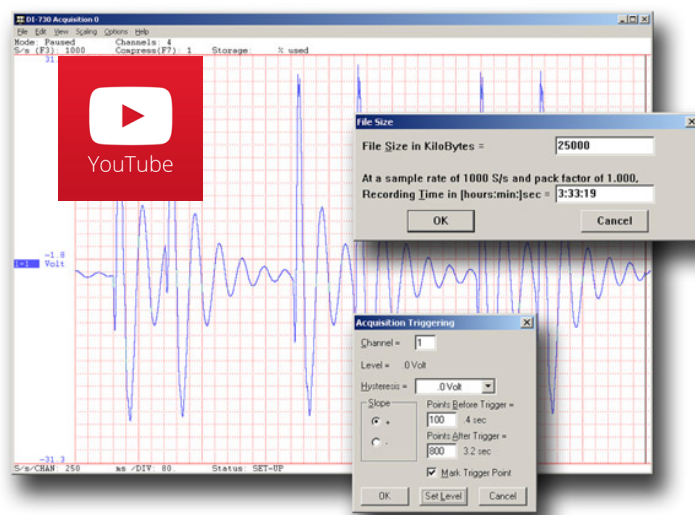 DI-730 Acquisition 0
File Edit View Scaling Options Help
Mode: Paused Channels: 4
S/s (F3): 1000 Compress(F7): 1 Storage: % used
31
YouTube
-1.8
1=1 Volt
-31.3
S/s/CHAN: 250 ms /DIV: 80. Status: SET-UP
File Size
File Size in KiloBytes = 25000
At a sample rate of 1000 S/s and pack factor of 1.000,
Recording Time in [hours:min:]sec = 3:33:19
OK Cancel
Acquisition Triggering
Channel = 1
Level = .0 Volt
Hysteresis = .0 Volt
Slope
+
-
Points Before Trigger =
100 .4 sec
Points After Trigger =
800 3.2 sec
Mark Trigger Point
OK Set Level Cancel